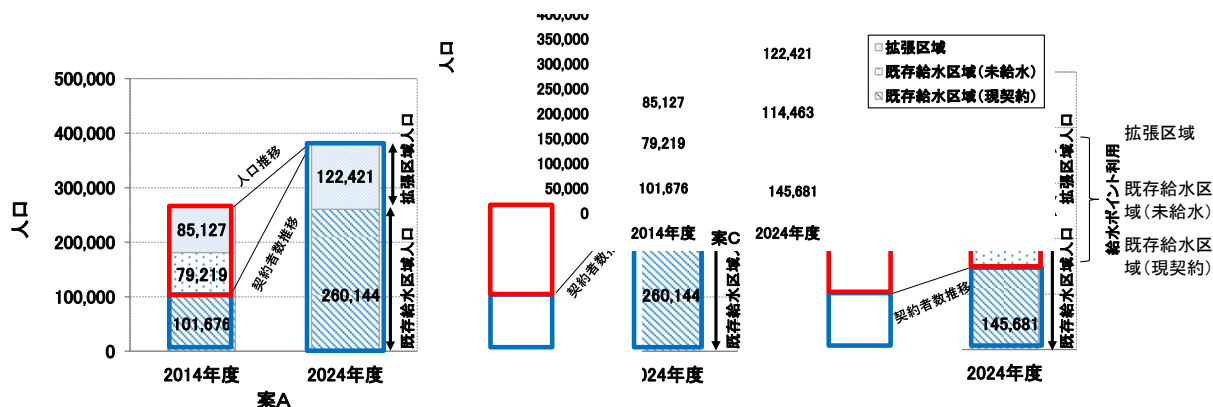 人口
500,000
400,000
300,000
200,000
100,000
0
85,127
79,219
101,676
122,421
260,144
人口推移
契約者数推移
拡張区域人口
既存給水区域人口
2014年度
2024年度
案A
人口
400,000
350,000
300,000
250,000
200,000
150,000
100,000
50,000
0
85,127
79,219
101,676
122,421
114,463
145,681
2014年度
案C
2024年度
契約者数推
260,144
既存給水区域人
024年度
拡張区域
既存給水区域(未給水)
既存給水区域(現契約)
契約者数推移
145,681
拡張区域人口
既存給水区域人口
2024年度
給水ポイント利用
拡張区域
既存給水区
域(未給水)
既存給水区
域(現契約)